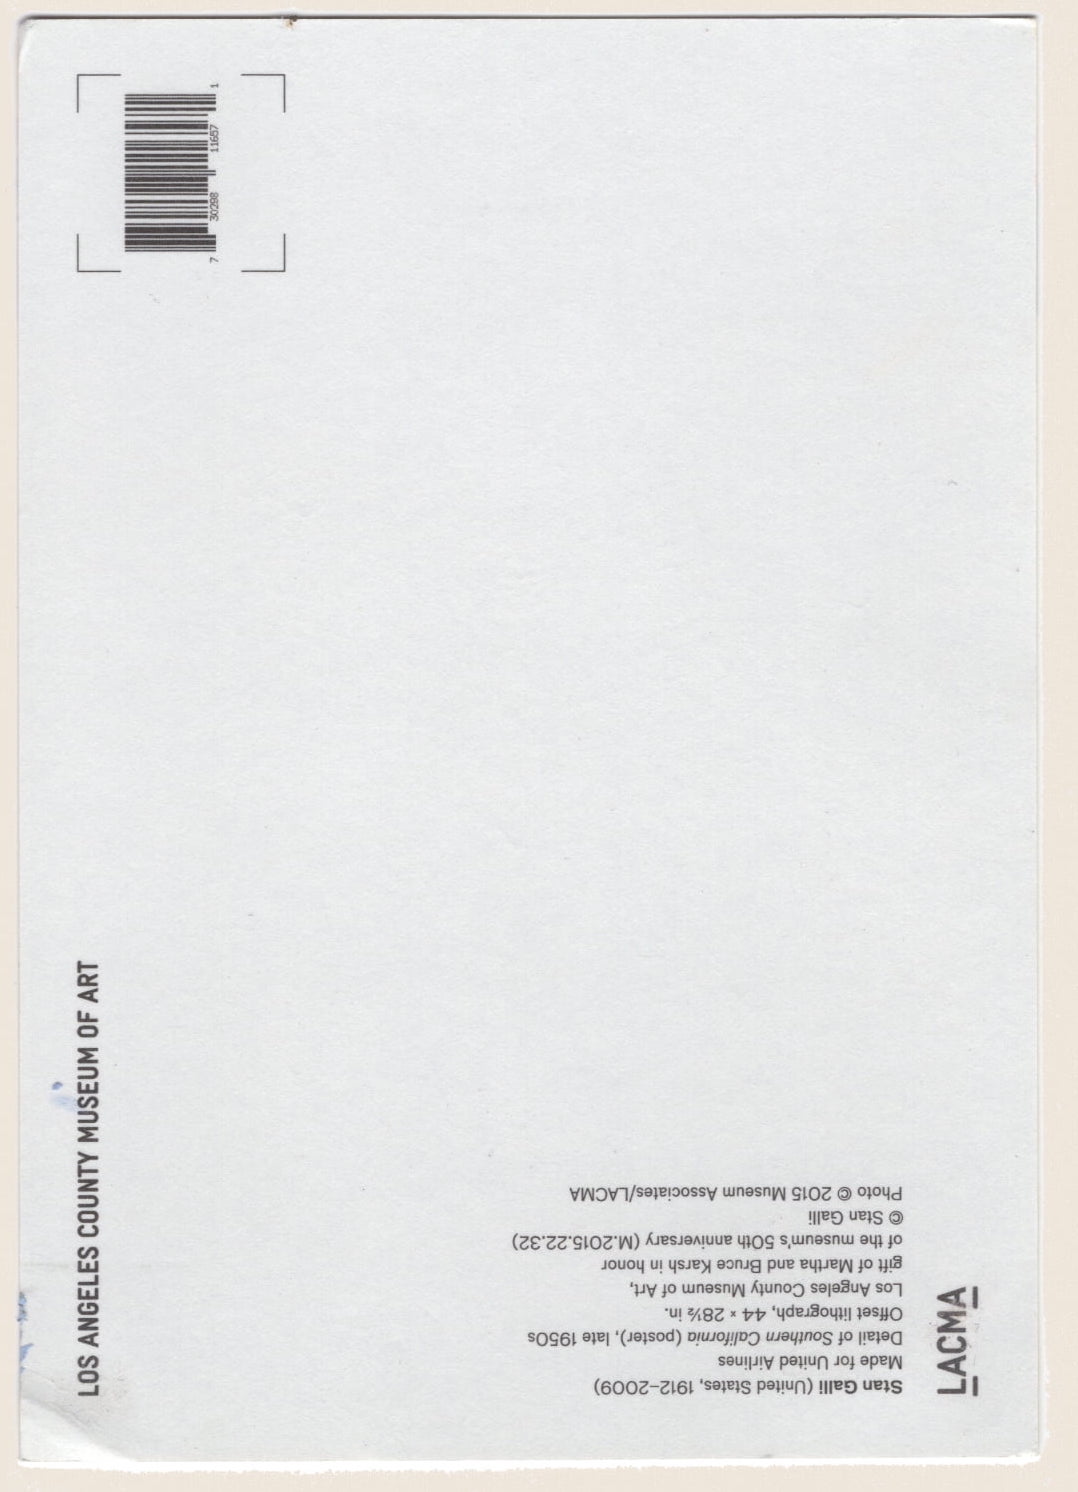 LACMA
Stan Galli (United States, 1912–2009)
Made for United Airlines
Detail of Southern California (poster), late 1950s
Offset lithograph, 44 × 28½ in.
Los Angeles County Museum of Art,
gift of Martha and Bruce Karsh in honor
of the museum's 50th anniversary (M.2015.22.32)
© Stan Galli
Photo © 2015 Museum Associates/LACMA
LOS ANGELES COUNTY MUSEUM OF ART
7 30298 11657 1